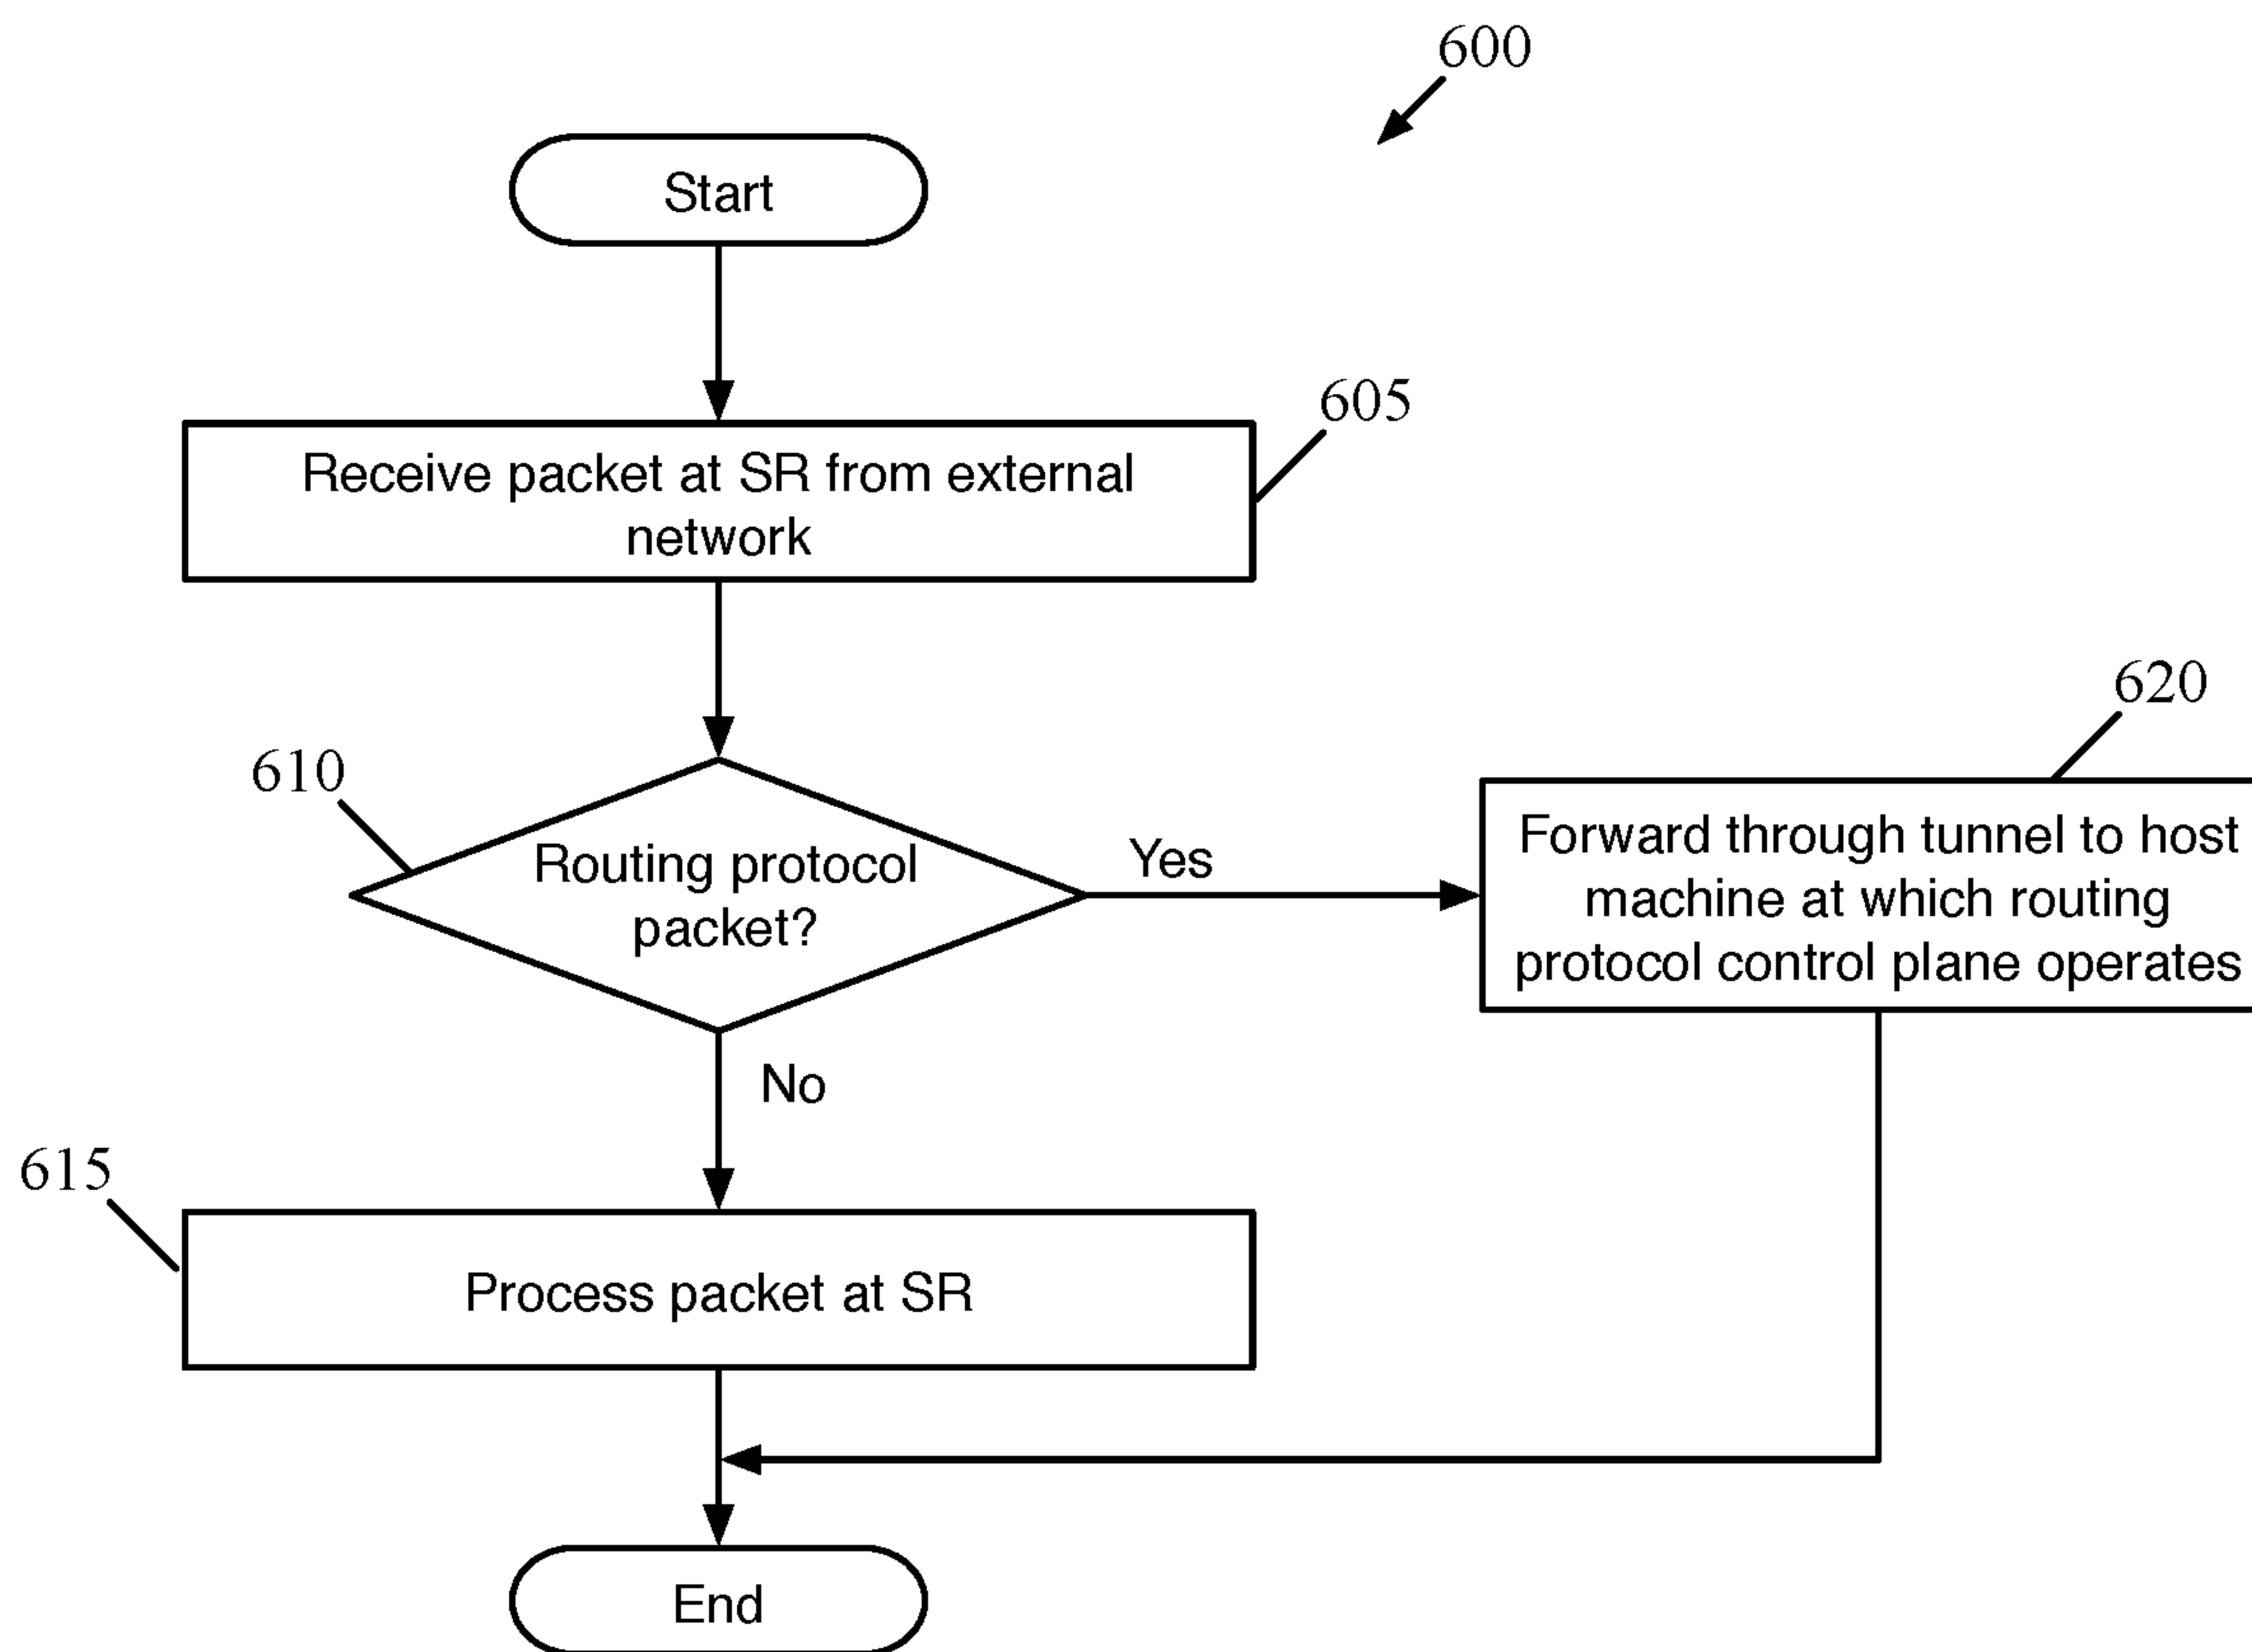 600
Start
605
Receive packet at SR from external
network
610
Routing protocol
packet?
Yes
620
Forward through tunnel to host
machine at which routing
protocol control plane operates
No
615
Process packet at SR
End